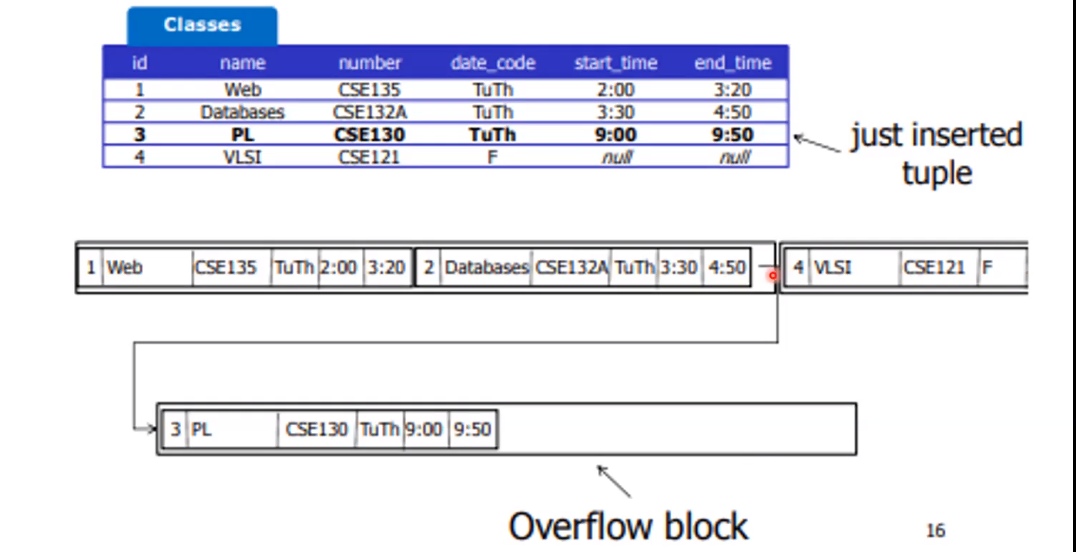 Classes
id name number date_code start_time end_time
1 Web CSE135 TuTh 2:00 3:20
2 Databases CSE132A TuTh 3:30 4:50
3 PL CSE130 TuTh 9:00 9:50
4 VLSI CSE121 F null null
just inserted
tuple
1 Web CSE135 TuTh 2:00 3:20 2 Databases CSE132A TuTh 3:30 4:50 4 VLSI CSE121 F
3 PL CSE130 TuTh 9:00 9:50
Overflow block
16